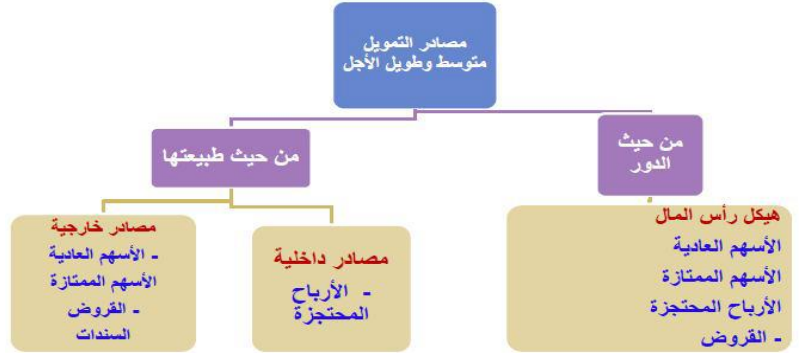 مصادر التمويل
متوسط وطويل الأجل
من حيث
الدور
من حيث طبيعتها
هيكل رأس المال
الأسهم العادية
الأسهم الممتازة
الأرباح المحتجزة
- القروض
مصادر داخلية
- الأرباح
المحتجزة
مصادر خارجية
- الأسهم العادية
الأسهم الممتازة
- القروض
السندات